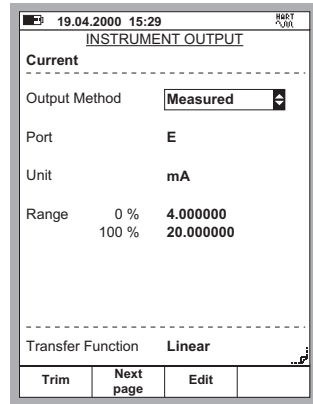 19.04.2000 15:29 HART
INSTRUMENT OUTPUT
Current
Output Method Measured
Port E
Unit mA
Range 0 % 4.000000
100 % 20.000000
Transfer Function Linear
Trim Next page Edit